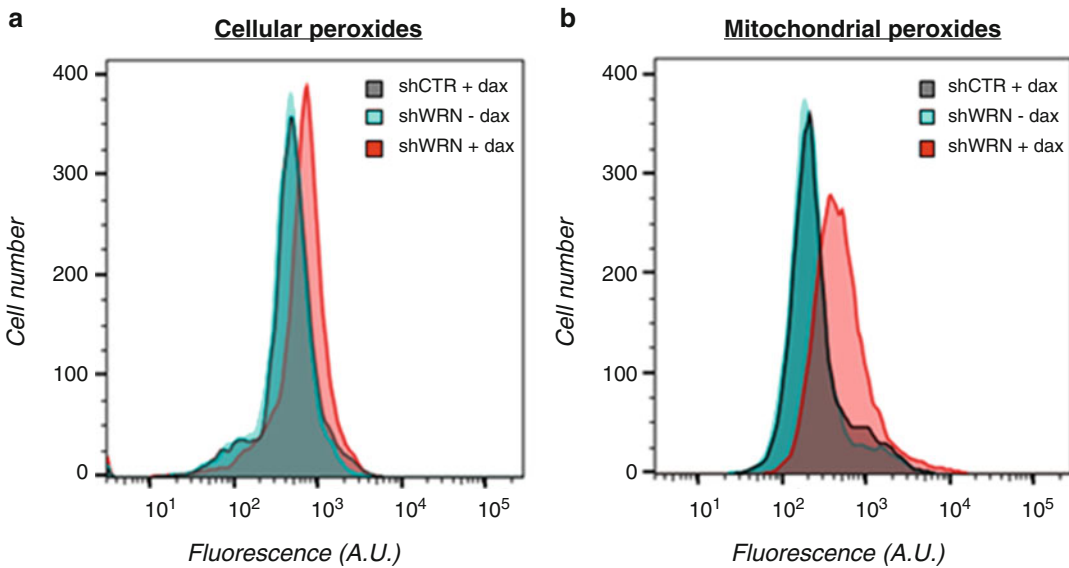 a
Cellular peroxides
400
300
200
100
0
Cell number
shCTR + dax
shWRN - dax
shWRN + dax
10¹ 10² 10³ 10⁴ 10⁵
Fluorescence (A.U.)
b
Mitochondrial peroxides
400
300
200
100
0
Cell number
shCTR + dax
shWRN - dax
shWRN + dax
10¹ 10² 10³ 10⁴ 10⁵
Fluorescence (A.U.)